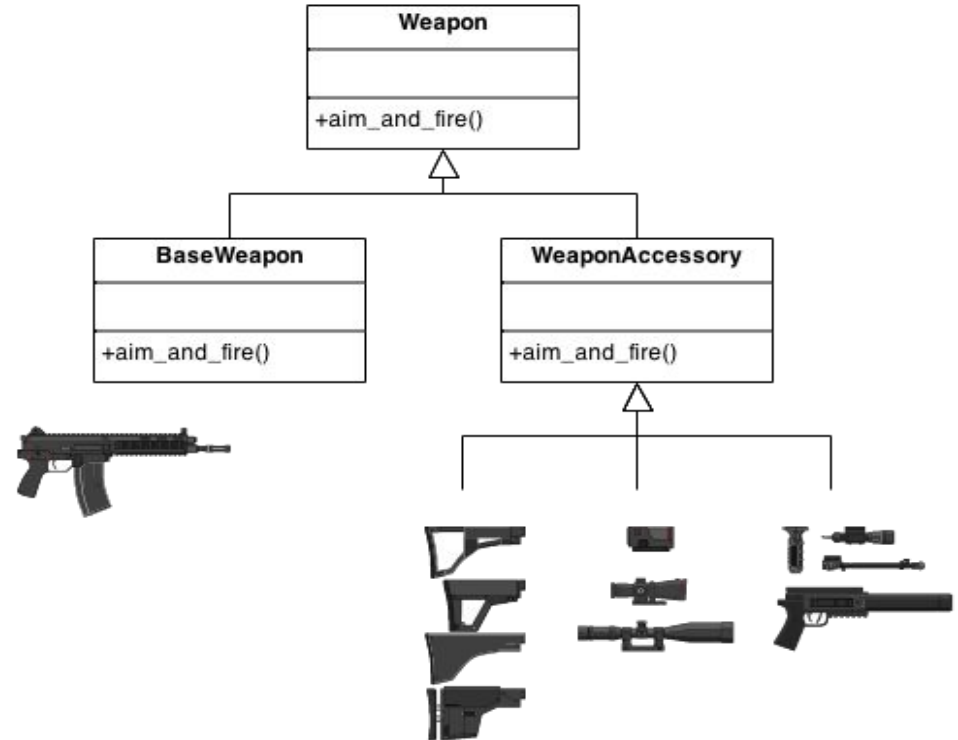 Weapon
+aim_and_fire()
BaseWeapon
WeaponAccessory
+aim_and_fire()
+aim_and_fire()